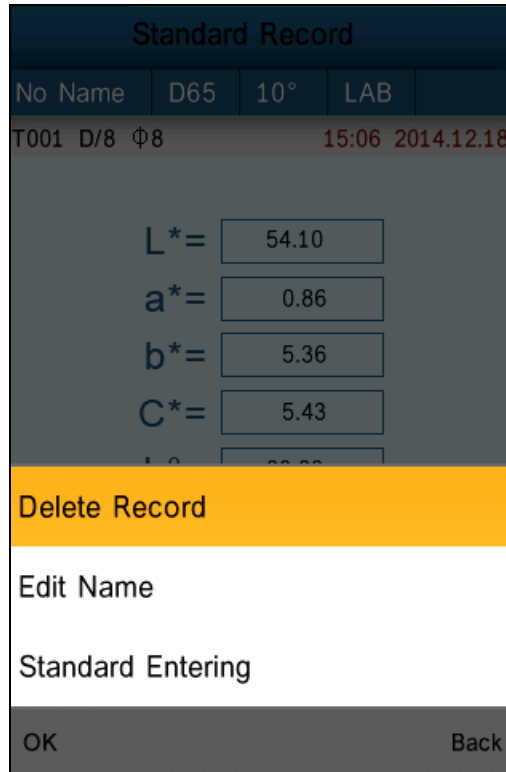 Standard Record
No Name D65 10° LAB
T001 D/8 Φ8 15:06 2014.12.18
L*= 54.10
a*= 0.86
b*= 5.36
C*= 5.43
Delete Record
Edit Name
Standard Entering
OK Back